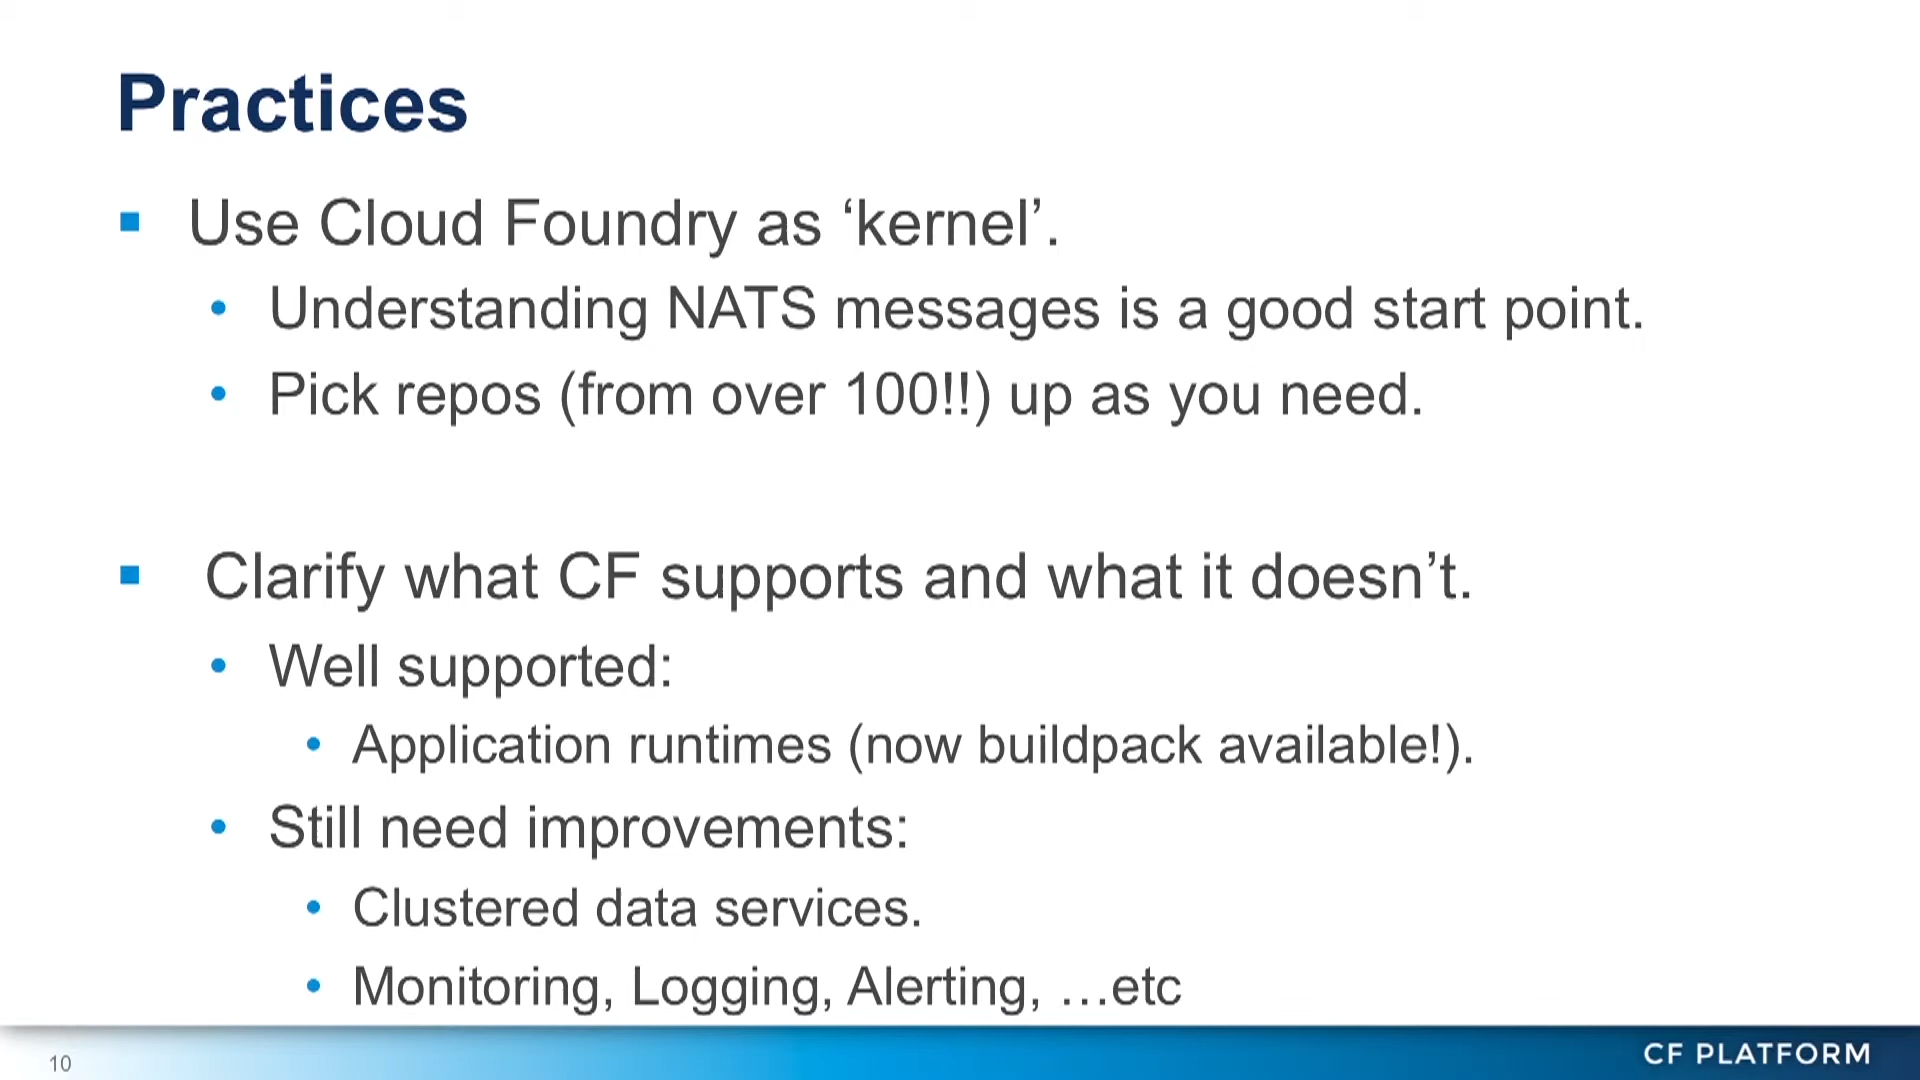 Practices
Use Cloud Foundry as ‘kernel’.
Understanding NATS messages is a good start point.
Pick repos (from over 100!!) up as you need.
Clarify what CF supports and what it doesn’t.
Well supported:
Application runtimes (now buildpack available!).
Still need improvements:
Clustered data services.
Monitoring, Logging, Alerting, …etc
10
CF PLATFORM